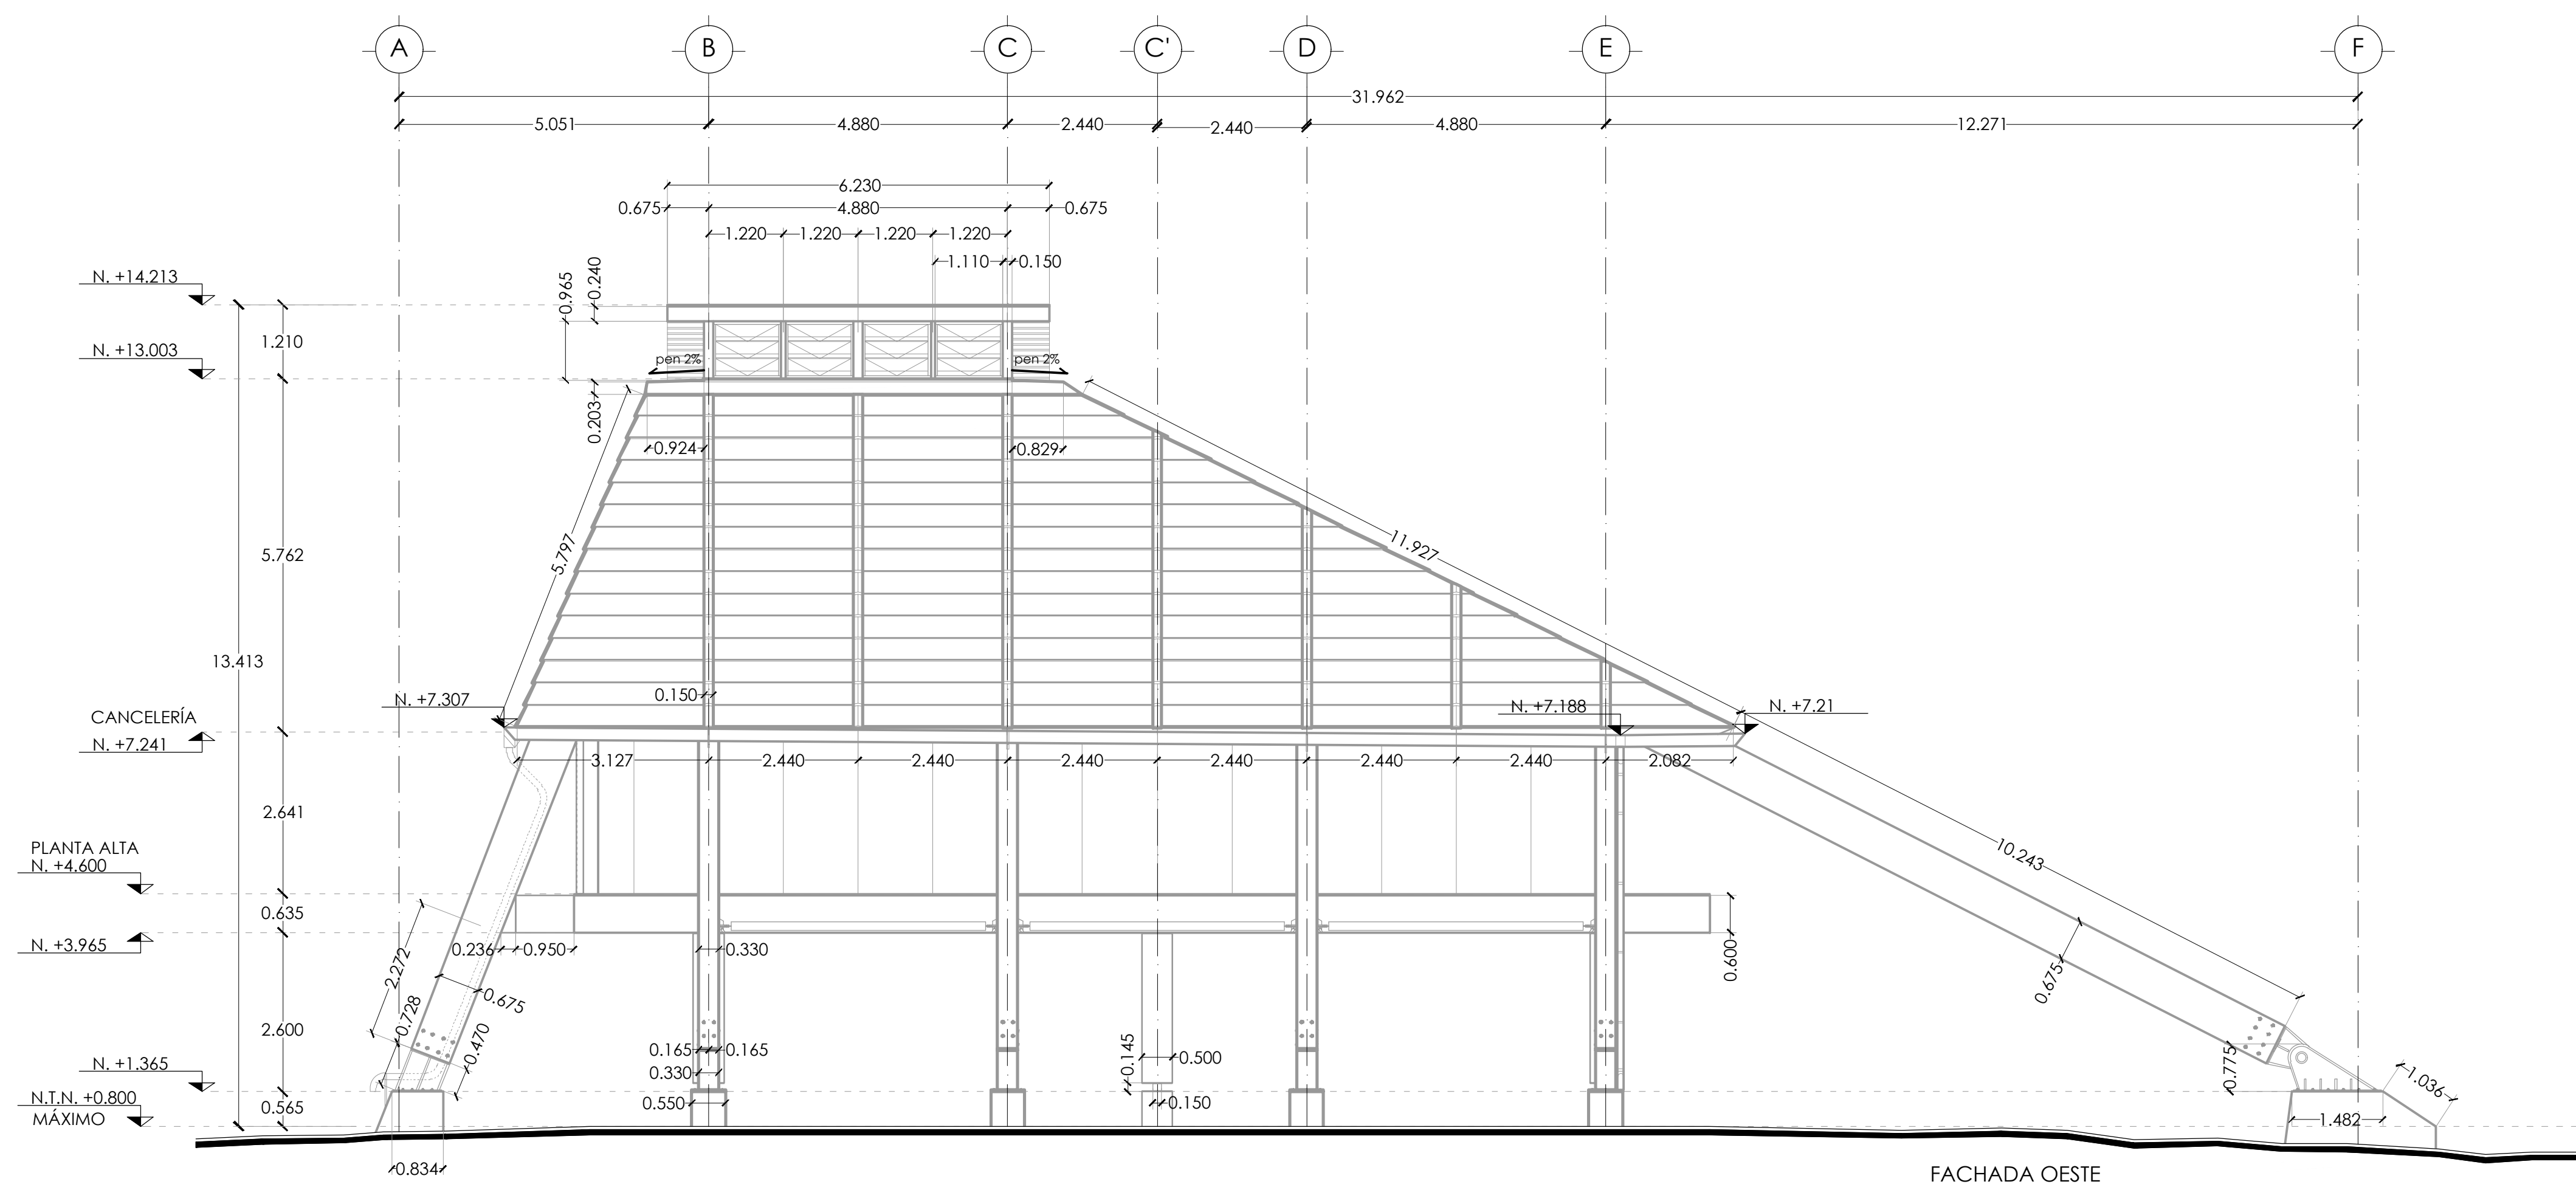 A B C C' D E F
31.962
5.051 4.880 2.440 2.440 4.880 12.271
6.230
0.675 4.880 0.675
1.220 1.220 1.220 1.220
1.110 0.150
0.965 0.240
N. +14.213
1.210
N. +13.003
pen 2% pen 2%
0.203
0.924 0.829
5.797
11.927
5.762
13.413
0.150
N. +7.307
N. +7.188
N. +7.21
CANCELERÍA
N. +7.241
3.127 2.440 2.440 2.440 2.440 2.440 2.440 2.082
2.641
PLANTA ALTA
N. +4.600
10.243
0.635
N. +3.965
0.236 0.950 0.330 0.600
2.272
0.675
0.675
0.728
0.470
2.600
0.165 0.165
0.330
0.145
0.500
0.775
N. +1.365
N.T.N. +0.800
MÁXIMO
0.565
0.550
0.150
1.036
1.482
0.834
FACHADA OESTE